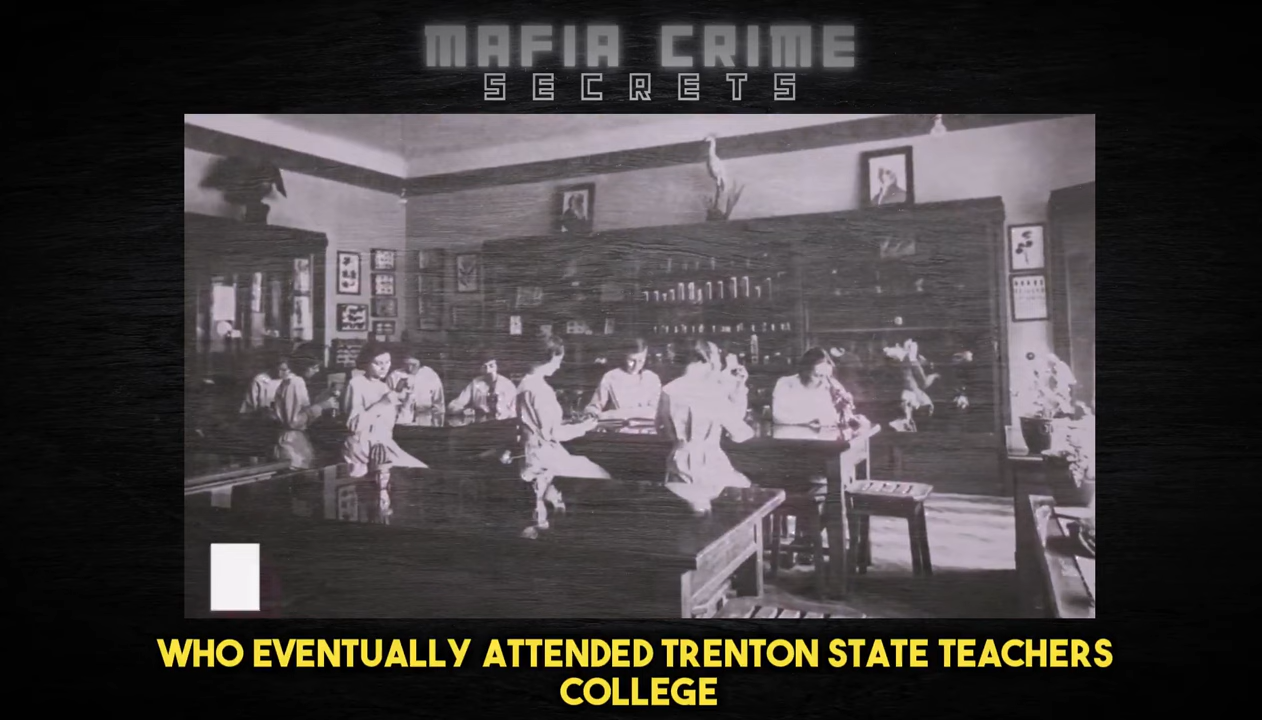 MAFIA CRIME
SECRETS
WHO EVENTUALLY ATTENDED TRENTON STATE TEACHERS
COLLEGE